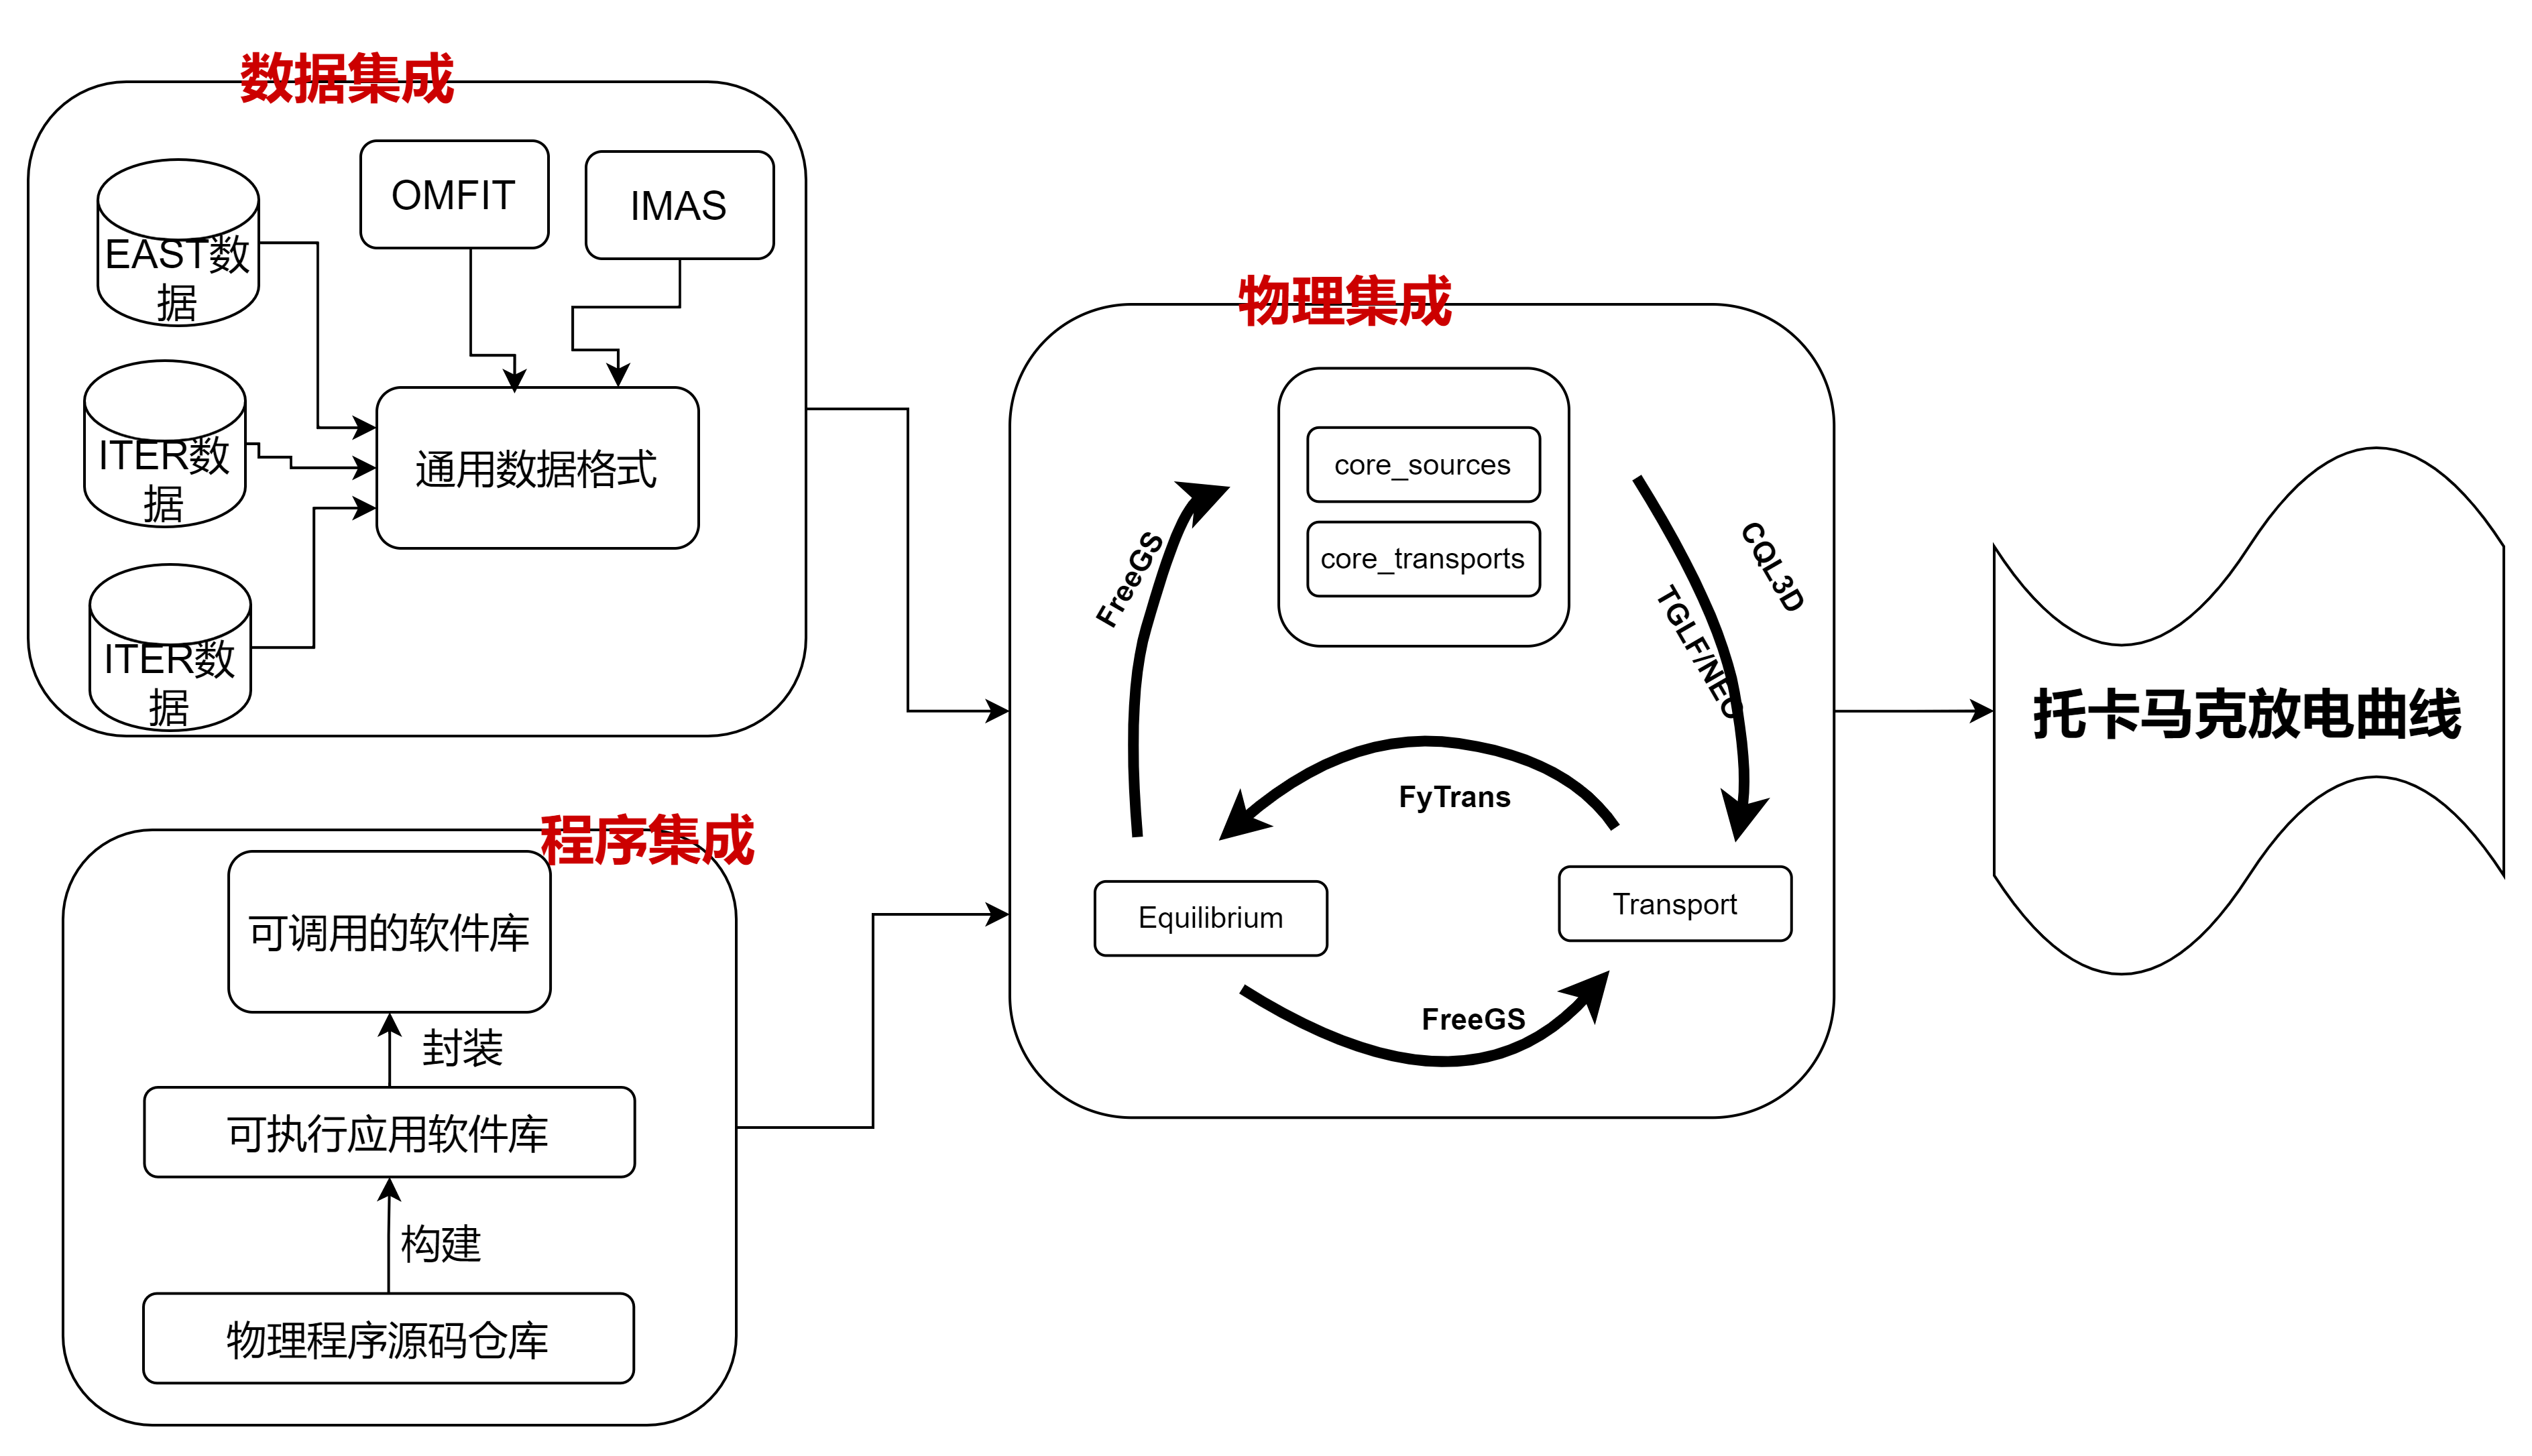 数据集成
OMFIT
IMAS
EAST数
据
ITER数
据
通用数据格式
ITER数
据
程序集成
可调用的软件库
封装
可执行应用软件库
构建
物理程序源码仓库
物理集成
core_sources
core_transports
FreeGS
CQL3D
TGLF/NEO
FyTrans
Equilibrium
Transport
FreeGS
托卡马克放电曲线